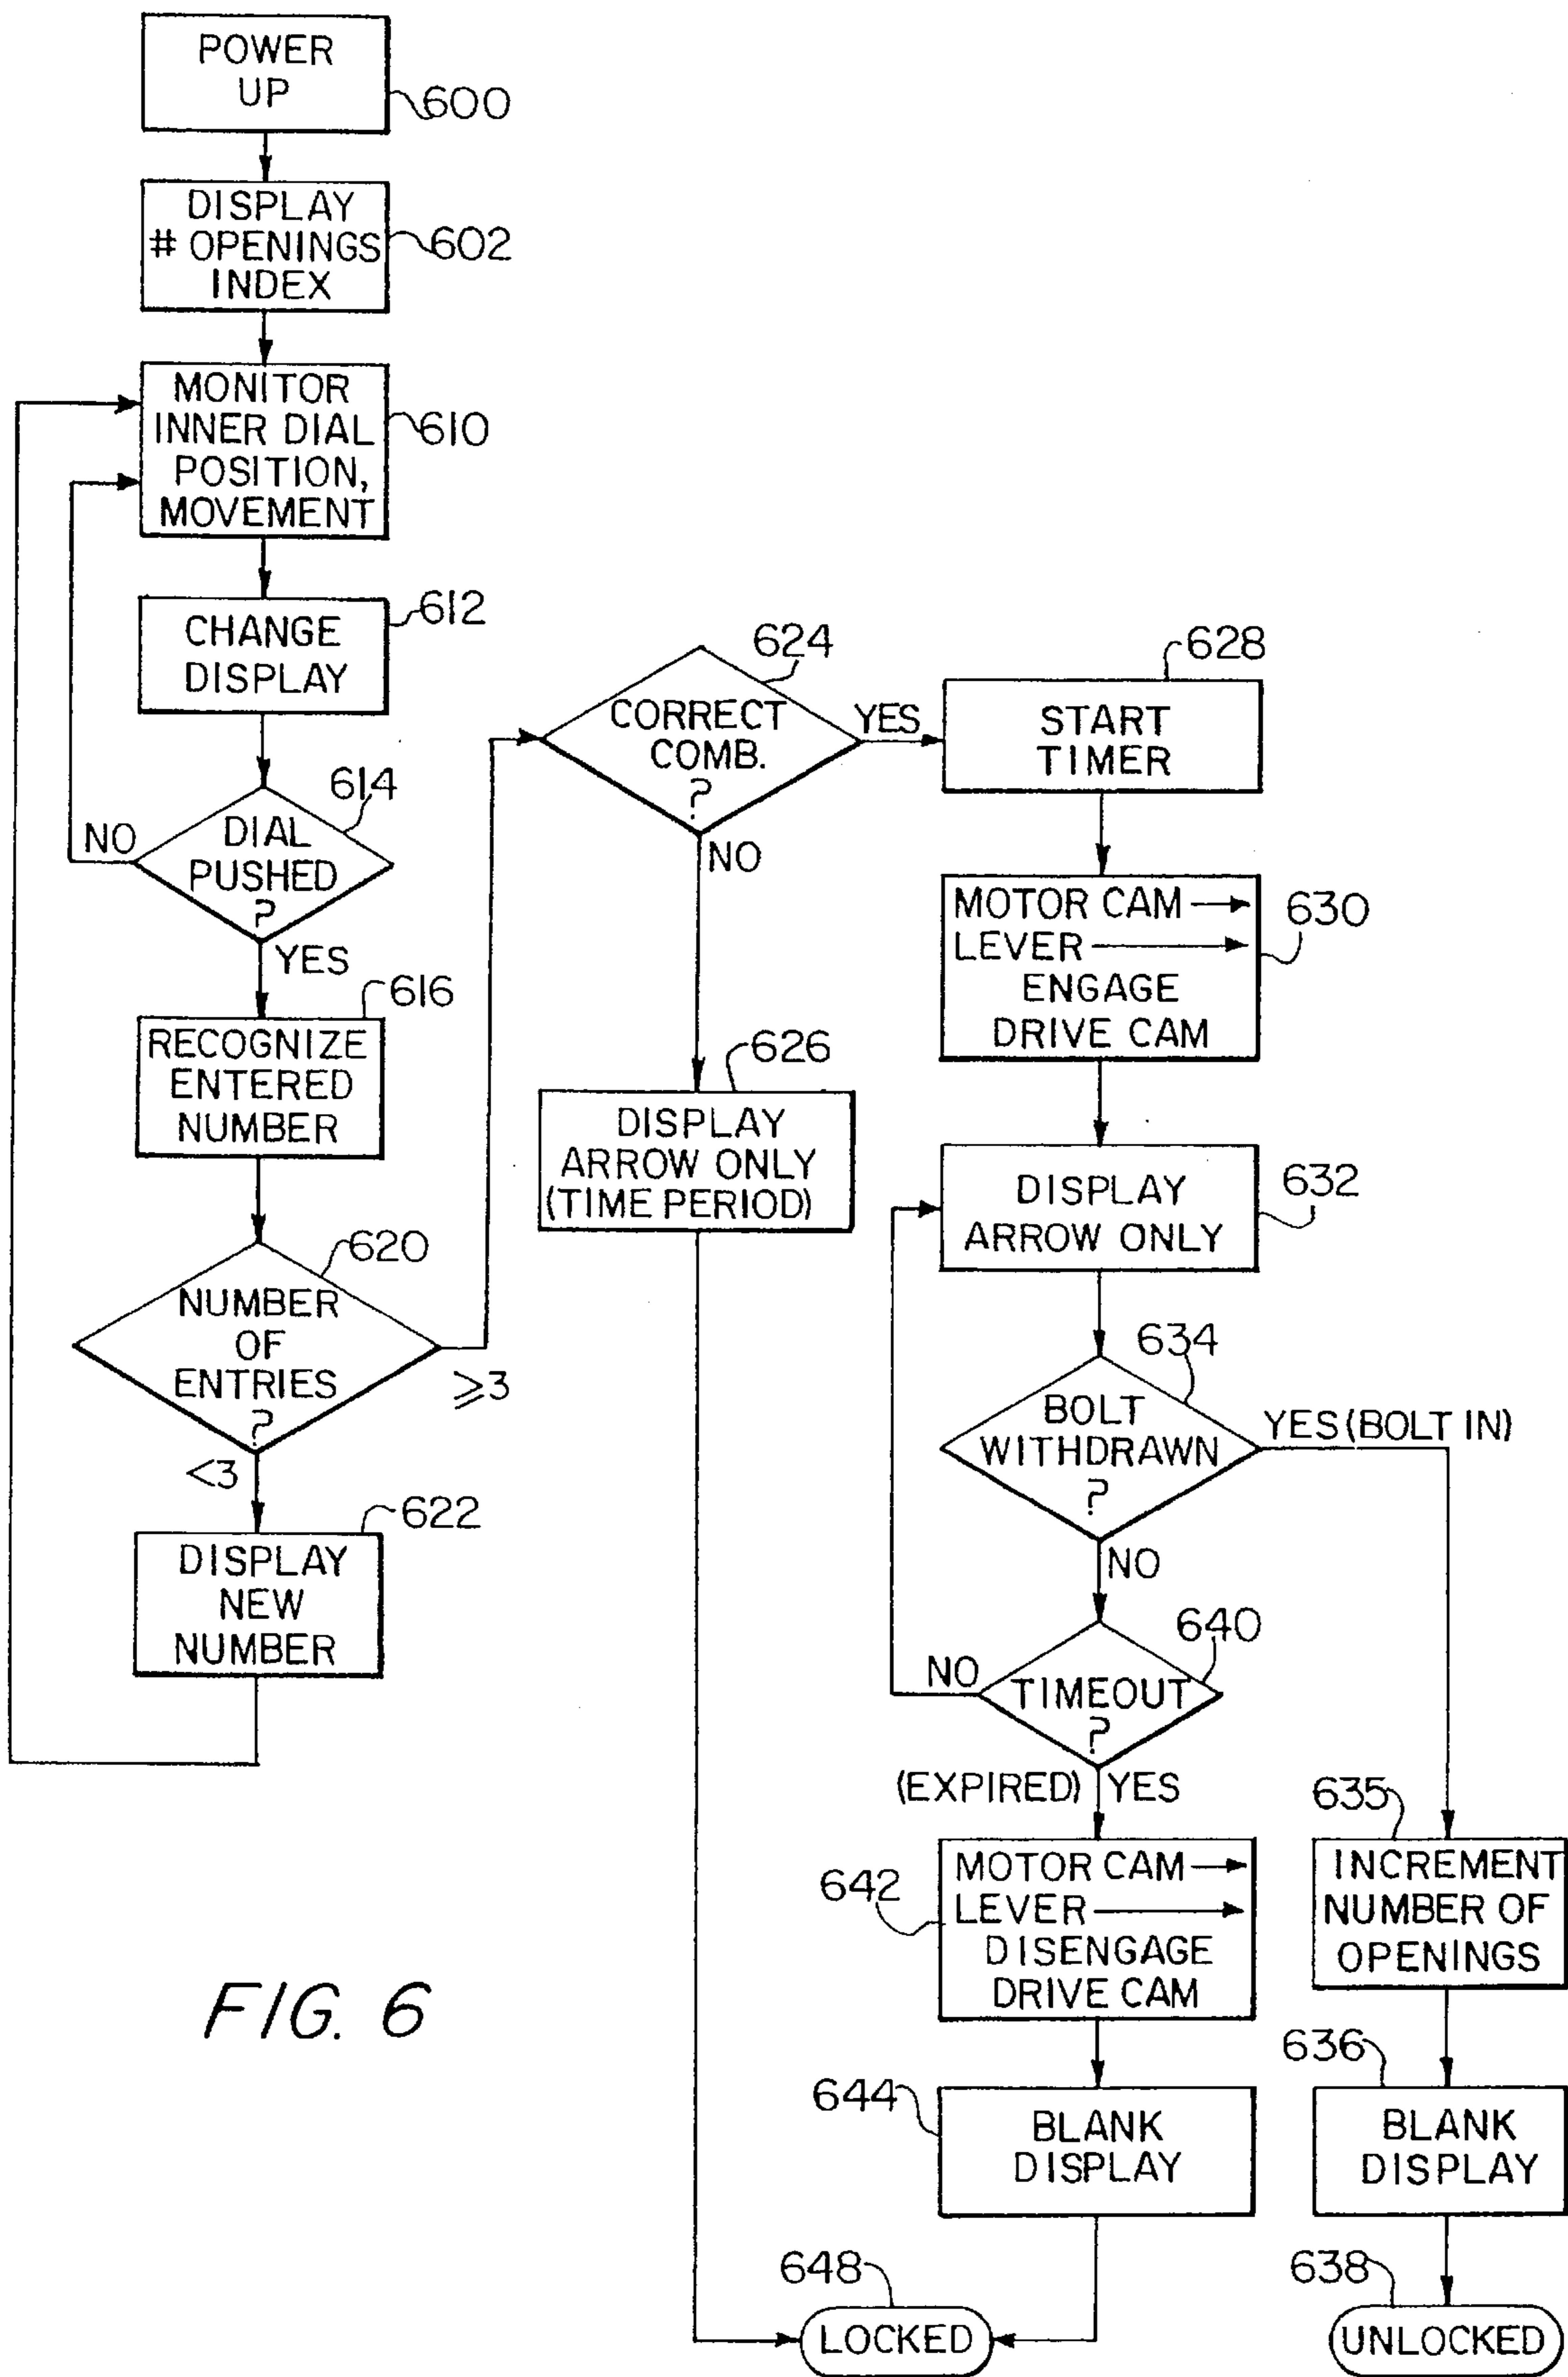 POWER
UP
600
DISPLAY
# OPENINGS
INDEX
602
MONITOR
INNER DIAL
POSITION,
MOVEMENT
610
CHANGE
DISPLAY
612
DIAL
PUSHED
?
614
NO
YES
RECOGNIZE
ENTERED
NUMBER
616
NUMBER
OF
ENTRIES
?
620
≥3
<3
DISPLAY
NEW
NUMBER
622
CORRECT
COMB.
?
624
YES
NO
DISPLAY
ARROW ONLY
(TIME PERIOD)
626
START
TIMER
628
MOTOR CAM →
LEVER →
ENGAGE
DRIVE CAM
630
DISPLAY
ARROW ONLY
632
BOLT
WITHDRAWN
?
634
YES (BOLT IN)
NO
TIMEOUT
?
640
NO
(EXPIRED) YES
MOTOR CAM →
LEVER →
DISENGAGE
DRIVE CAM
642
BLANK
DISPLAY
644
LOCKED
648
INCREMENT
NUMBER OF
OPENINGS
635
BLANK
DISPLAY
636
UNLOCKED
638
FIG. 6